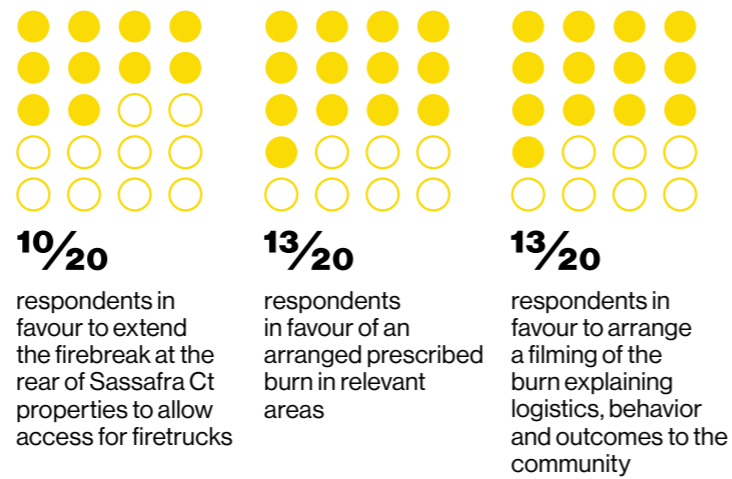 10/20
respondents in
favour to extend
the firebreak at the
rear of Sassafra Ct
properties to allow
access for firetrucks
13/20
respondents
in favour of an
arranged prescribed
burn in relevant
areas
13/20
respondents in
favour to arrange
a filming of the
burn explaining
logistics, behavior
and outcomes to the
community